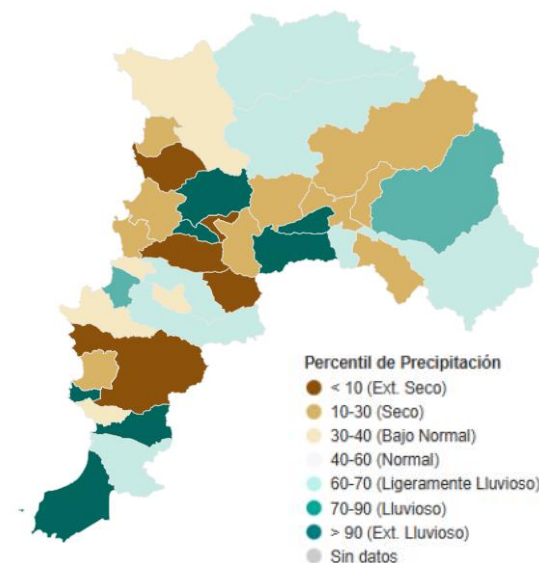 Percentil de Precipitación
< 10 (Ext. Seco)
10-30 (Seco)
30-40 (Bajo Normal)
40-60 (Normal)
60-70 (Ligeramente Lluvioso)
70-90 (Lluvioso)
> 90 (Ext. Lluvioso)
Sin datos